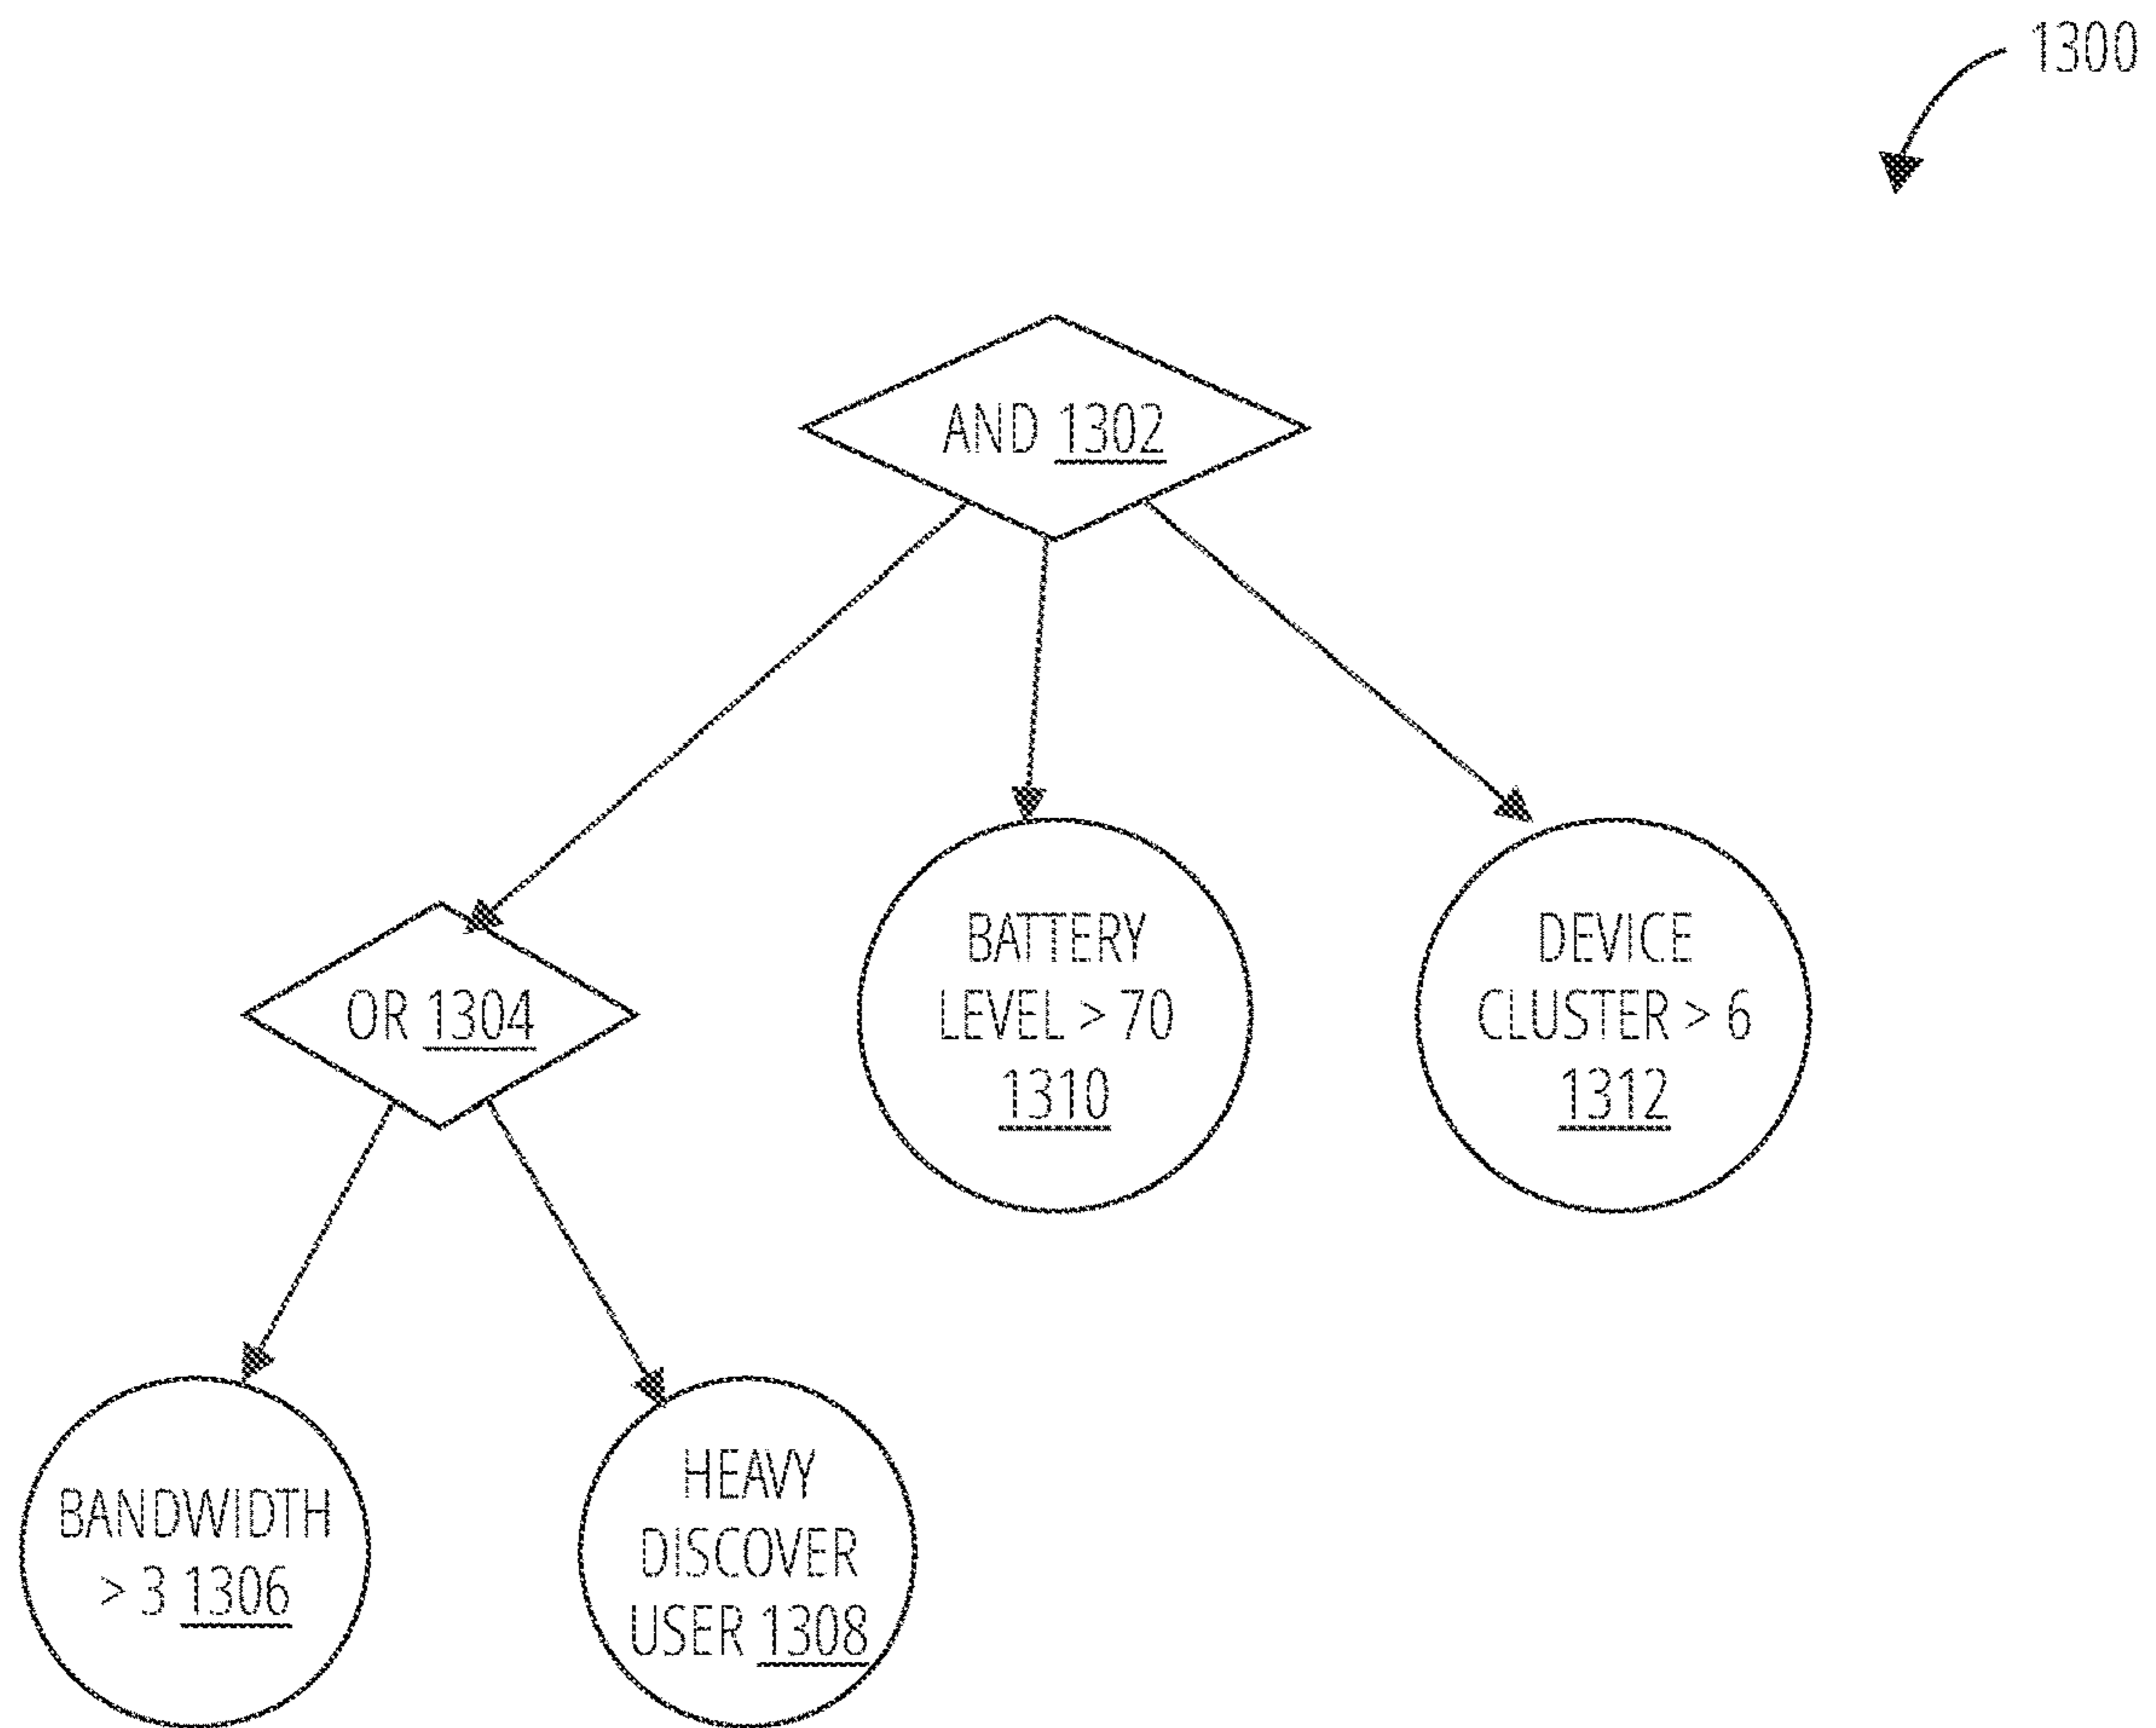 1300
AND 1302
OR 1304
BATTERY
LEVEL > 70
1310
DEVICE
CLUSTER > 6
1312
BANDWIDTH
> 3 1306
HEAVY
DISCOVER
USER 1308